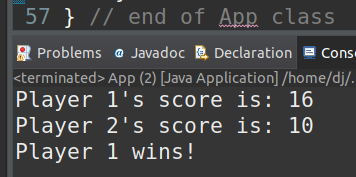 57 } // end of App class
Problems @ Javadoc Declaration Cons
<terminated> App (2) [Java Application] /home/dj/.
Player 1's score is: 16
Player 2's score is: 10
Player 1 wins!